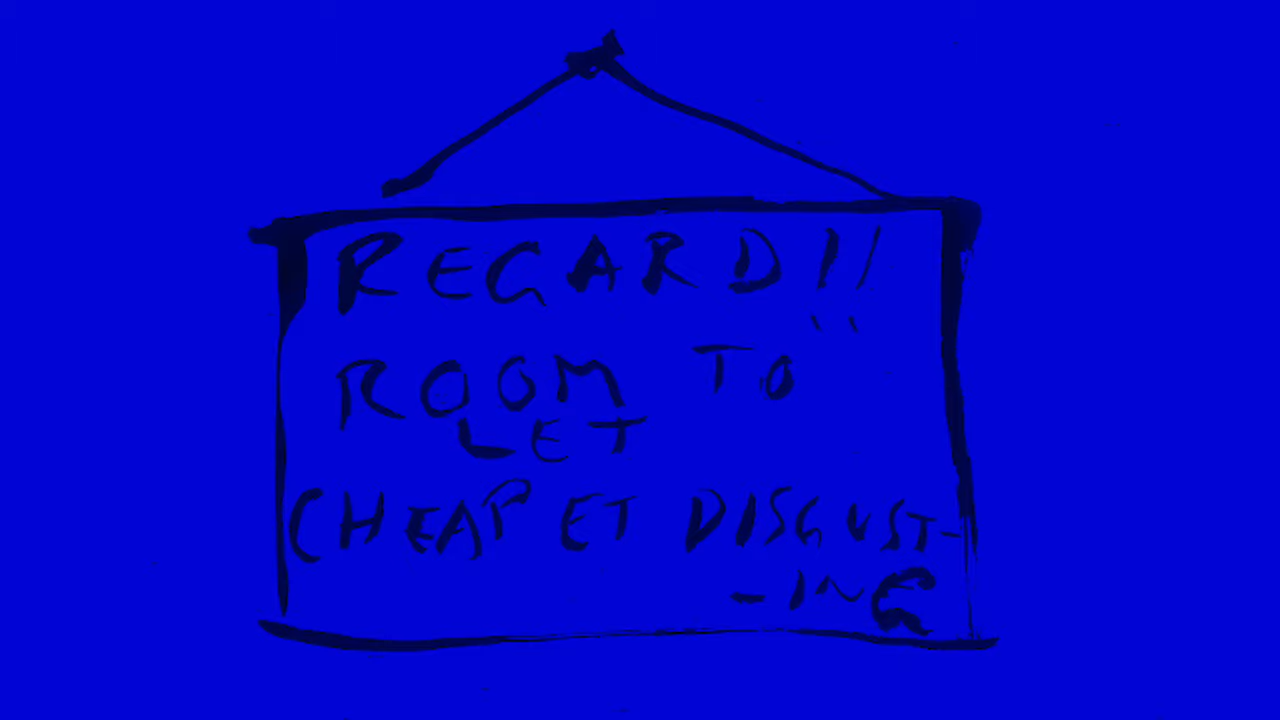 REGARD!!
ROOM TO
LET
CHEAP ET DISGUST-
-ING